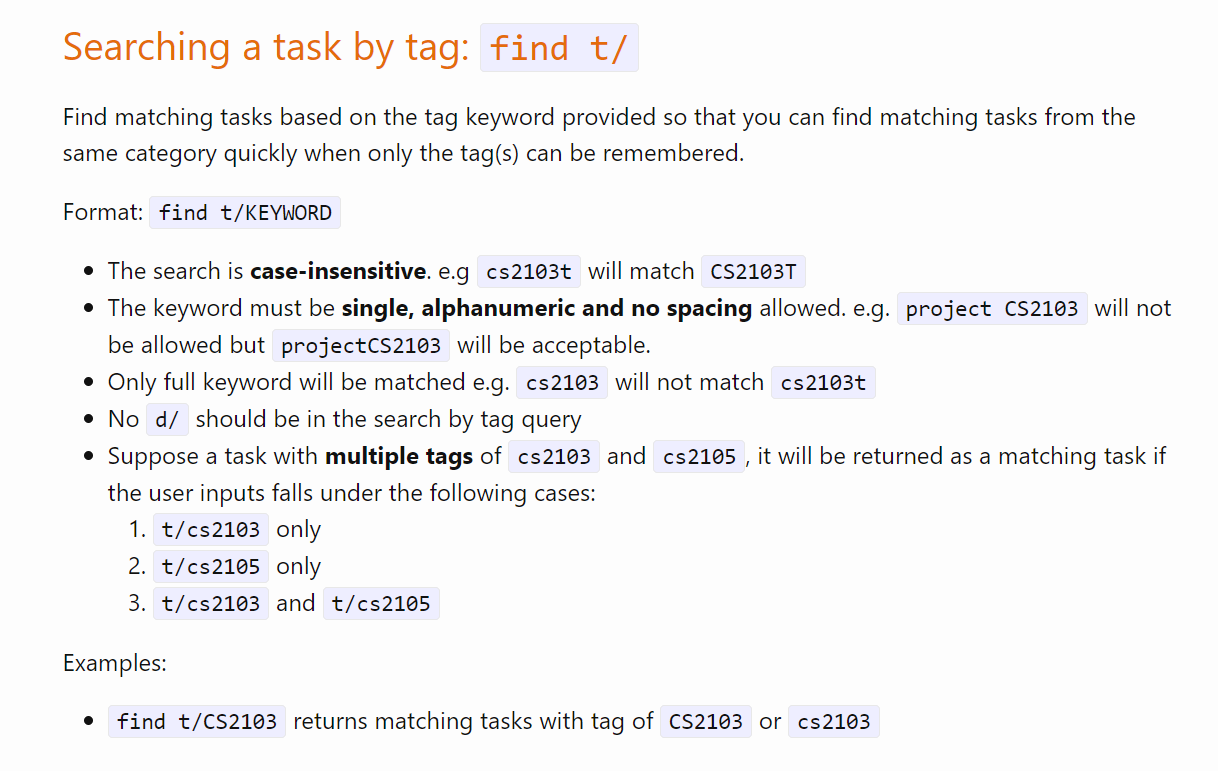 Searching a task by tag: find t/
Find matching tasks based on the tag keyword provided so that you can find matching tasks from the
same category quickly when only the tag(s) can be remembered.
Format: find t/KEYWORD
• The search is case-insensitive. e.g cs2103t will match CS2103T
• The keyword must be single, alphanumeric and no spacing allowed. e.g. project CS2103 will not
be allowed but projectCS2103 will be acceptable.
• Only full keyword will be matched e.g. cs2103 will not match cs2103t
• No d/ should be in the search by tag query
• Suppose a task with multiple tags of cs2103 and cs2105, it will be returned as a matching task if
the user inputs falls under the following cases:
1. t/cs2103 only
2. t/cs2105 only
3. t/cs2103 and t/cs2105
Examples:
• find t/CS2103 returns matching tasks with tag of CS2103 or cs2103